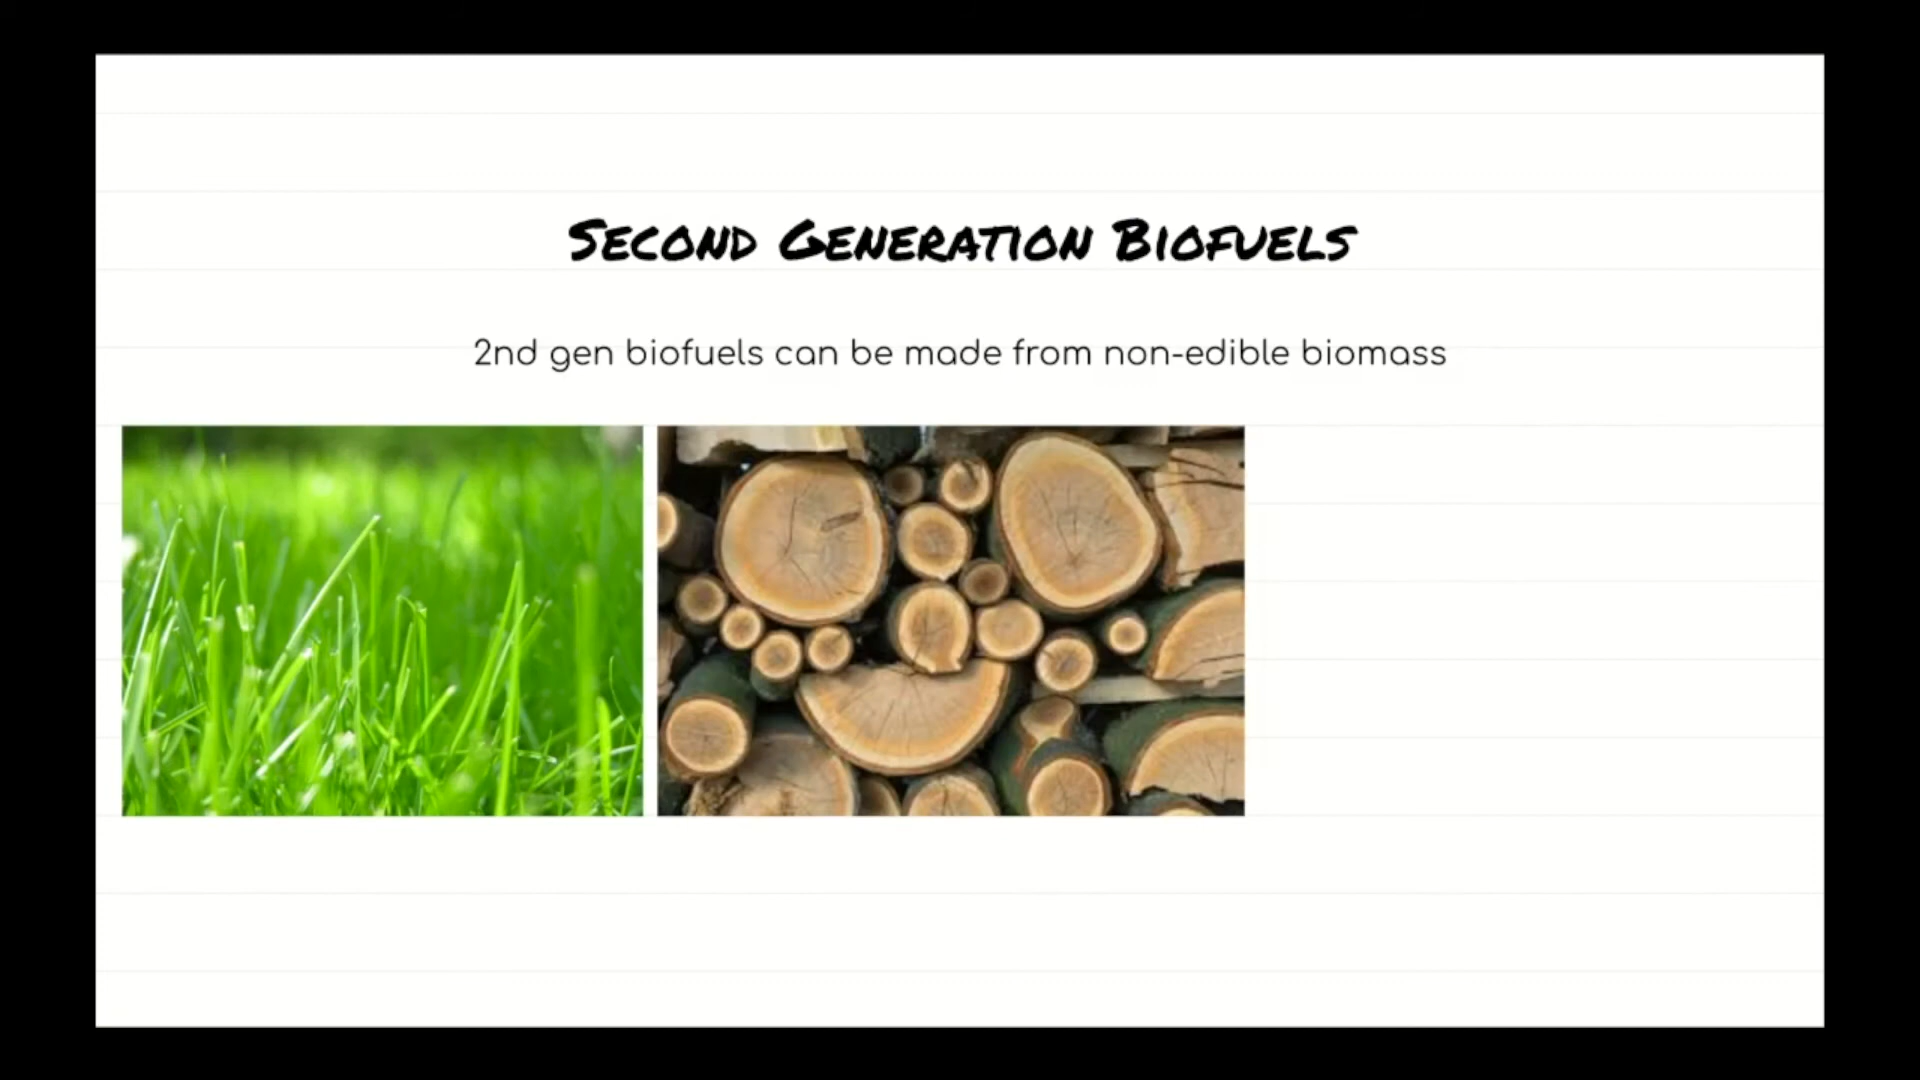 Second Generation Biofuels
2nd gen biofuels can be made from non-edible biomass